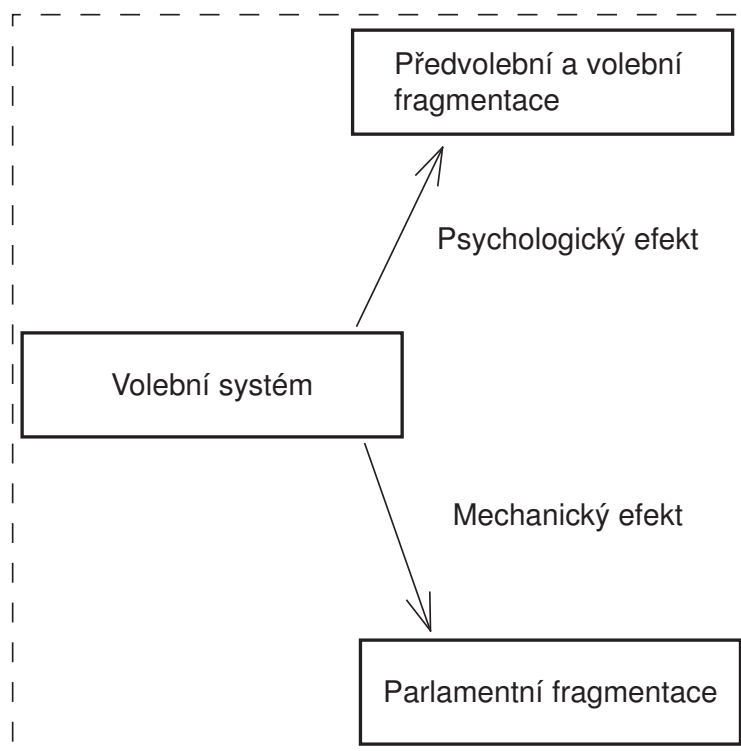 Předvolební a volební
fragmentace
Psychologický efekt
Volební systém
Mechanický efekt
Parlamentní fragmentace